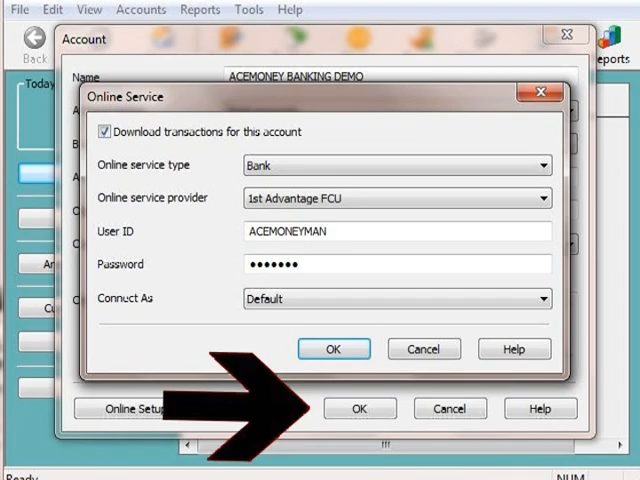 File Edit View Accounts Reports Tools Help
Back
Account
Reports
Name ACEMONEY BANKING DEMO
Today
Online Service
Download transactions for this account
Online service type Bank
Online service provider 1st Advantage FCU
User ID ACEMONEYMAN
Password •••••••
Connect As Default
OK Cancel Help
Online Setup OK Cancel Help
Ready NUM